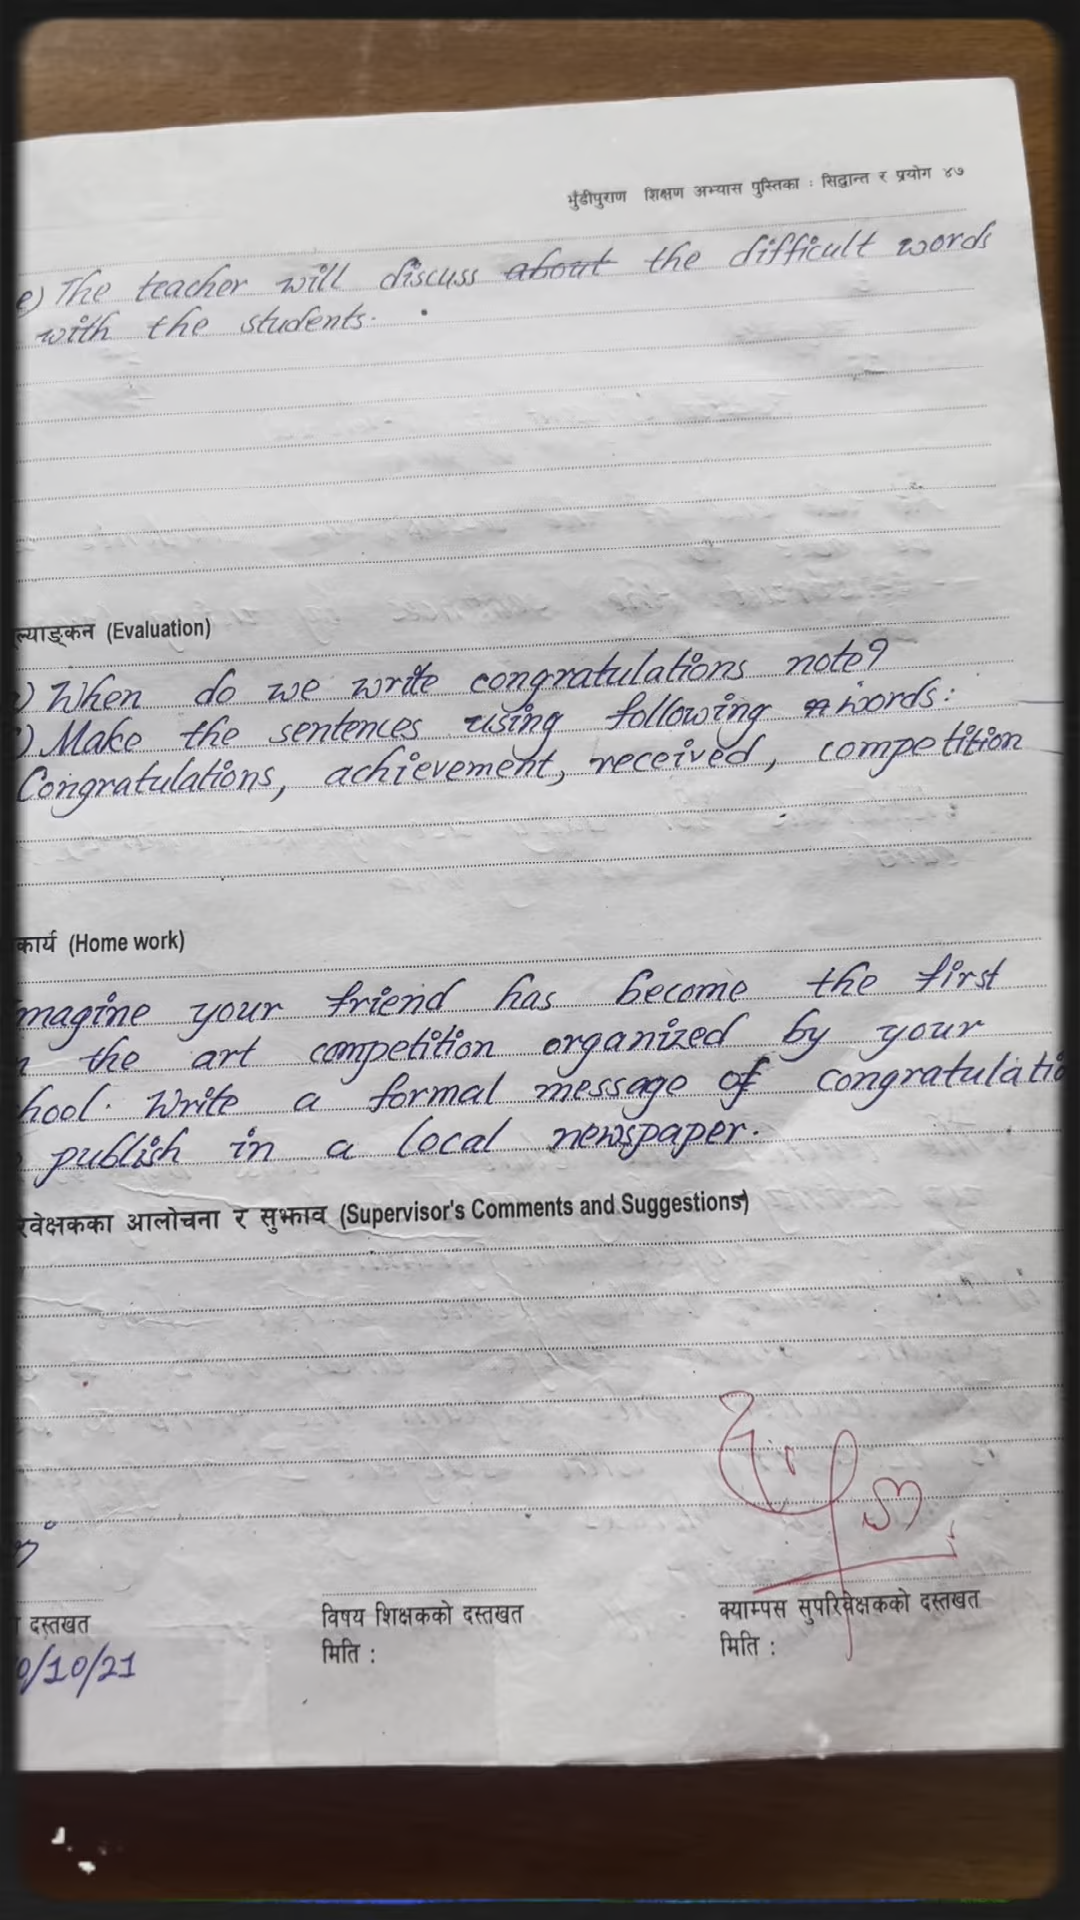 भुँडीपुराण शिक्षण अभ्यास पुस्तिका : सिद्धान्त र प्रयोग ४७
e) The teacher will discuss about the difficult words
with the students.
ल्याङ्कन (Evaluation)
) When do we write congratulations note?
) Make the sentences using following words:
Congratulations, achievement, received, competition
कार्य (Home work)
magine your friend has become the first
the art competition organized by your
hool. Write a formal message of congratulatio
publish in a local newspaper.
रवेक्षकका आलोचना र सुझाव (Supervisor's Comments and Suggestions)
दस्तखत
विषय शिक्षकको दस्तखत
क्याम्पस सुपरिवेक्षकको दस्तखत
0/10/21
मिति :
मिति :